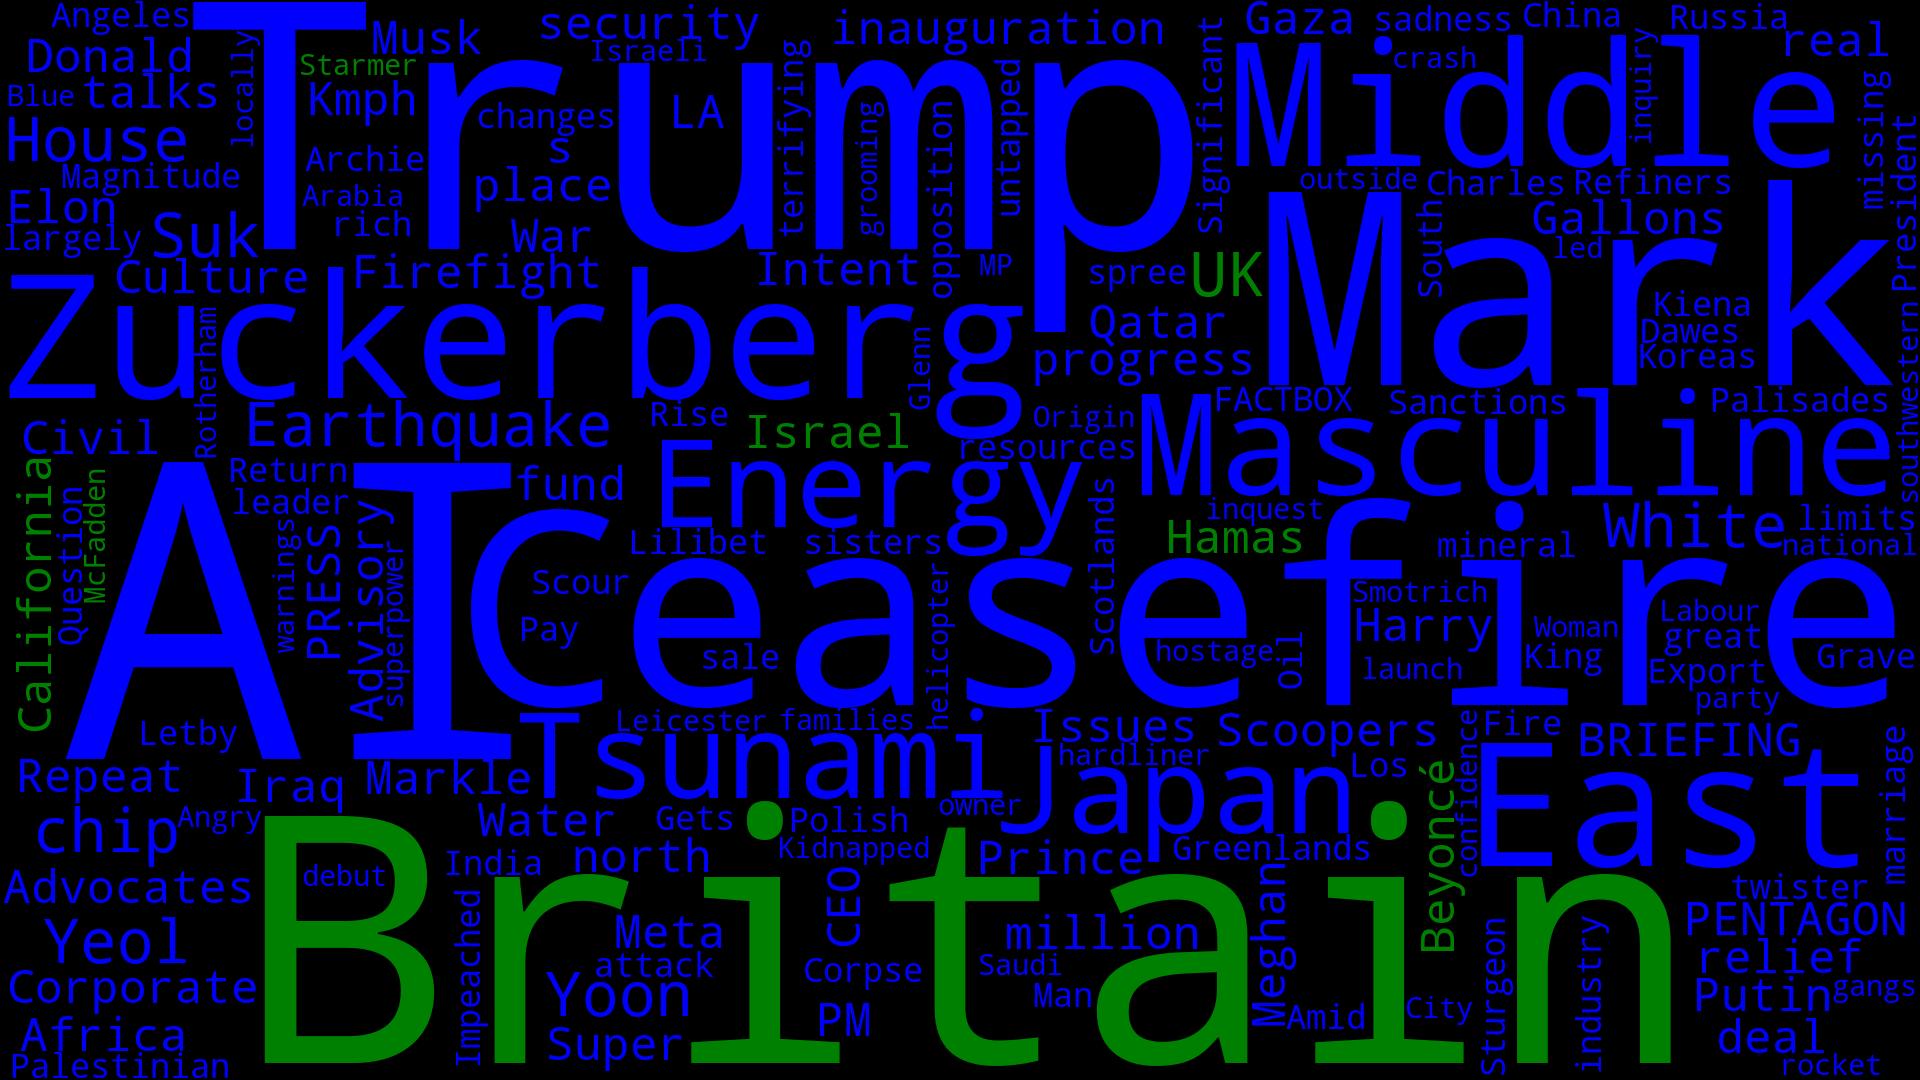 Angeles
Trump
Musk
security
inauguration
Gaza
sadness
China
Russia
Donald
Starmer
Israeli
crash
real
Blue
talks
locally
Kmph
changes
LA
terrifying
grooming
opposition
untapped
Significant
Middle
inquiry
missing
House
Archie
s
Magnitude
Arabia
place
outside
Charles
Refiners
President
Elon
rich
largely
Suk
War
Mark
South
Gallons
led
Culture
Firefight
Intent
MP
spree
UK
Zuckerberg
Rotherham
Glenn
Qatar
progress
Kiena
Dawes
Koreas
southwestern
Civil
Earthquake
Rise
Israel
Origin
resources
Masculine
FACTBOX
Sanctions
Palisades
California
Question
McFadden
Return
leader
fund
Energy
inquest
White
limits
AI
Warnings
PRESS
Advisory
superpower
Ceasefire
Lilibet
sisters
Scotlands
Hamas
mineral
national
Scour
Pay
sale
helicopter
hostage
oil
Smotrich
Harry
launch
Woman
King
Labour
great
Export
party
Grave
Letby
Tsunami
Leicester
families
Issues
hardliner
Scoopers
Los
confidence
Fire
BRIEFING
marriage
Repeat
Iraq
Markle
Japan
East
chip
Angry
Water
Gets
Polish
owner
Kidnapped
Beyoncé
Advocates
Britain
debut
India
north
CEO
Prince
Greenlands
Meghan
twister
PENTAGON
Yeol
Impeached
Meta
attack
million
Saudi
Corpse
Man
Sturgeon
industry
relief
Corporate
Yoon
PM
Amid
City
Putin
gangs
Africa
Super
deal
Palestinian
rocket